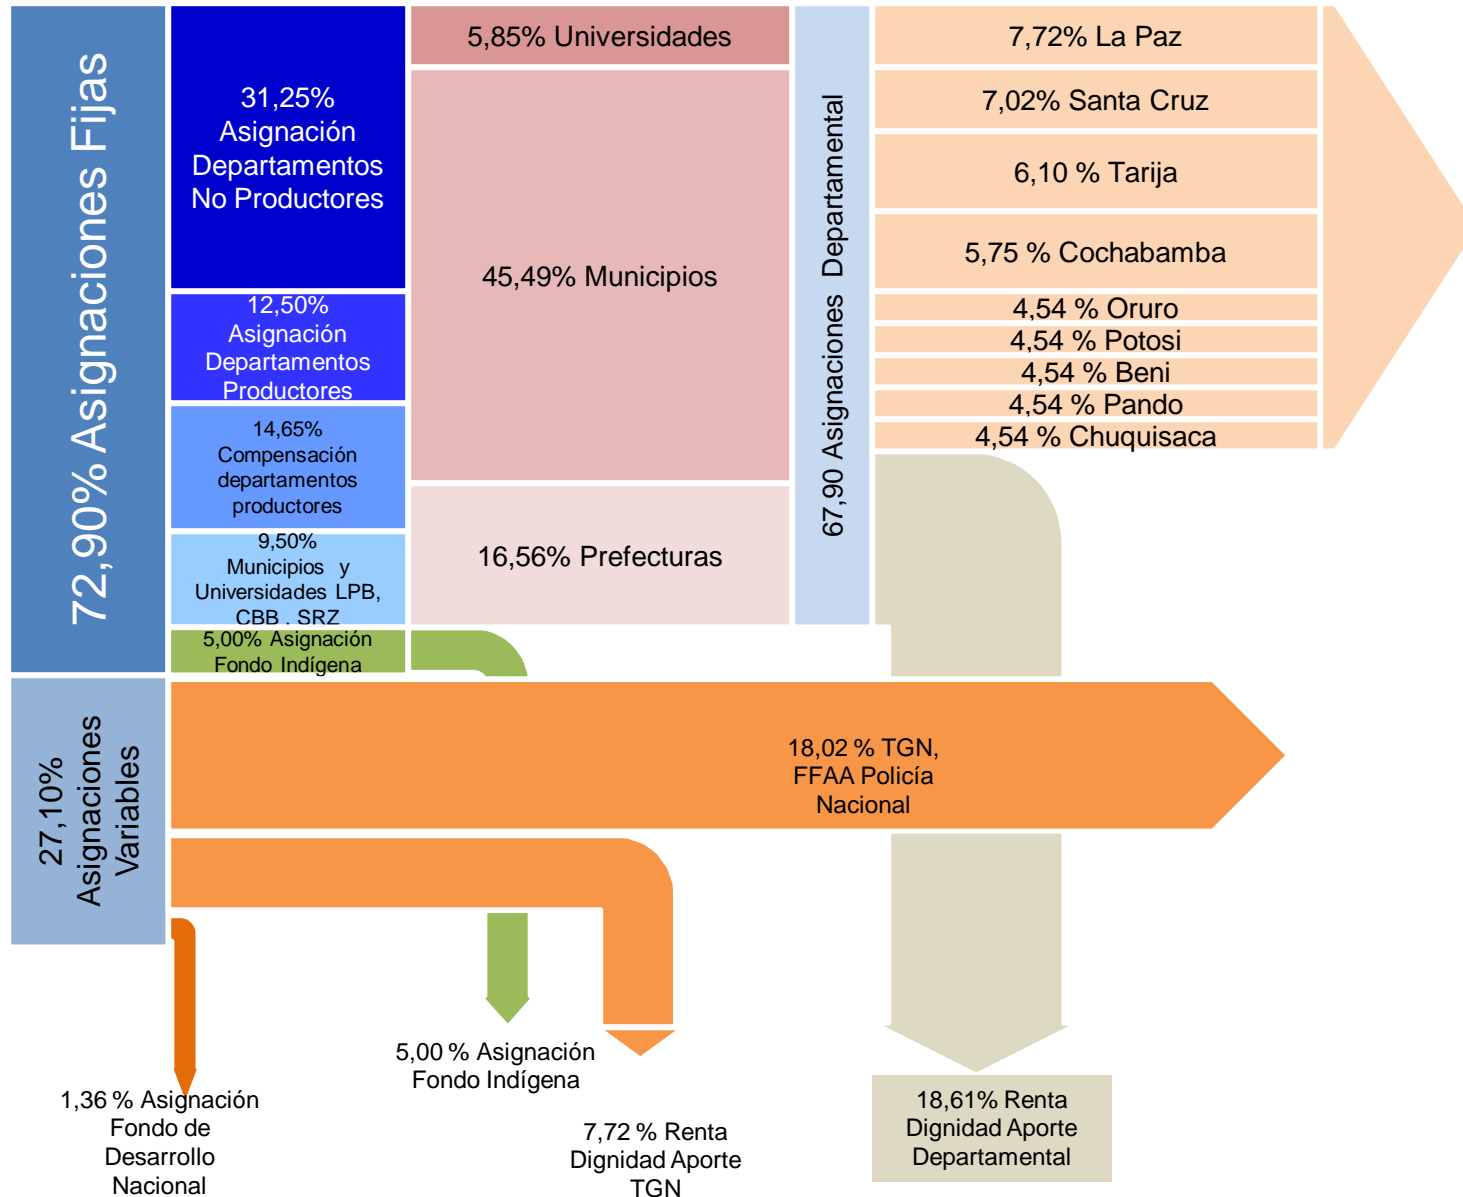 72,90% Asignaciones Fijas
31,25%
Asignación
Departamentos
No Productores
12,50%
Asignación
Departamentos
Productores
14,65%
Compensación
departamentos
productores
9,50%
Municipios y
Universidades LPB,
CBB , SRZ
5,00% Asignación
Fondo Indígena
5,85% Universidades
45,49% Municipios
16,56% Prefecturas
67,90 Asignaciones Departamental
7,72% La Paz
7,02% Santa Cruz
6,10 % Tarija
5,75 % Cochabamba
4,54 % Oruro
4,54 % Potosi
4,54 % Beni
4,54 % Pando
4,54 % Chuquisaca
27,10%
Asignaciones
Variables
18,02 % TGN,
FFAA Policía
Nacional
1,36 % Asignación
Fondo de
Desarrollo
Nacional
5,00 % Asignación
Fondo Indígena
7,72 % Renta
Dignidad Aporte
TGN
18,61% Renta
Dignidad Aporte
Departamental